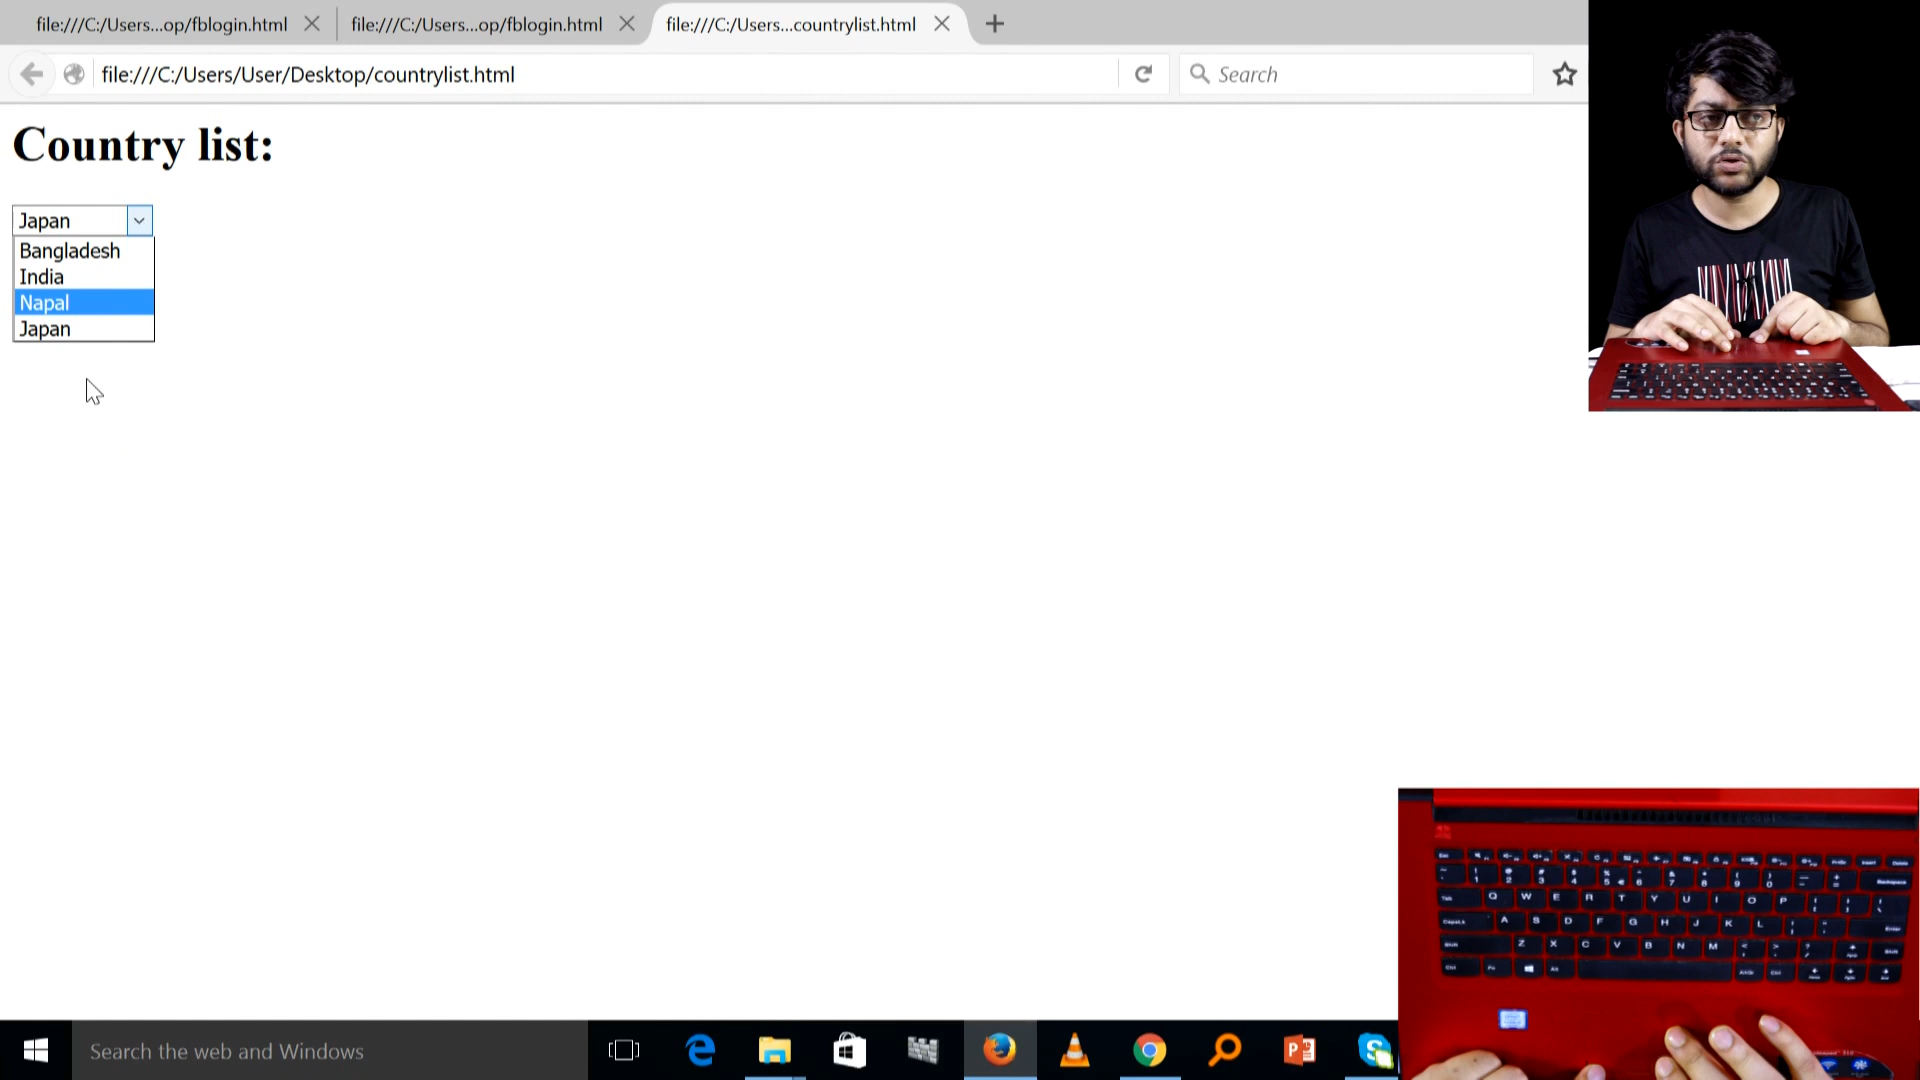 file:///C:/Users...op/fblogin.html
file:///C:/Users...op/fblogin.html
file:///C:/Users...countrylist.html
file:///C:/Users/User/Desktop/countrylist.html
Search
Country list:
Japan
Bangladesh
India
Napal
Japan
Q W E R T Y U I O P
A S D F G H J K L
Z X C V B N M
Search the web and Windows